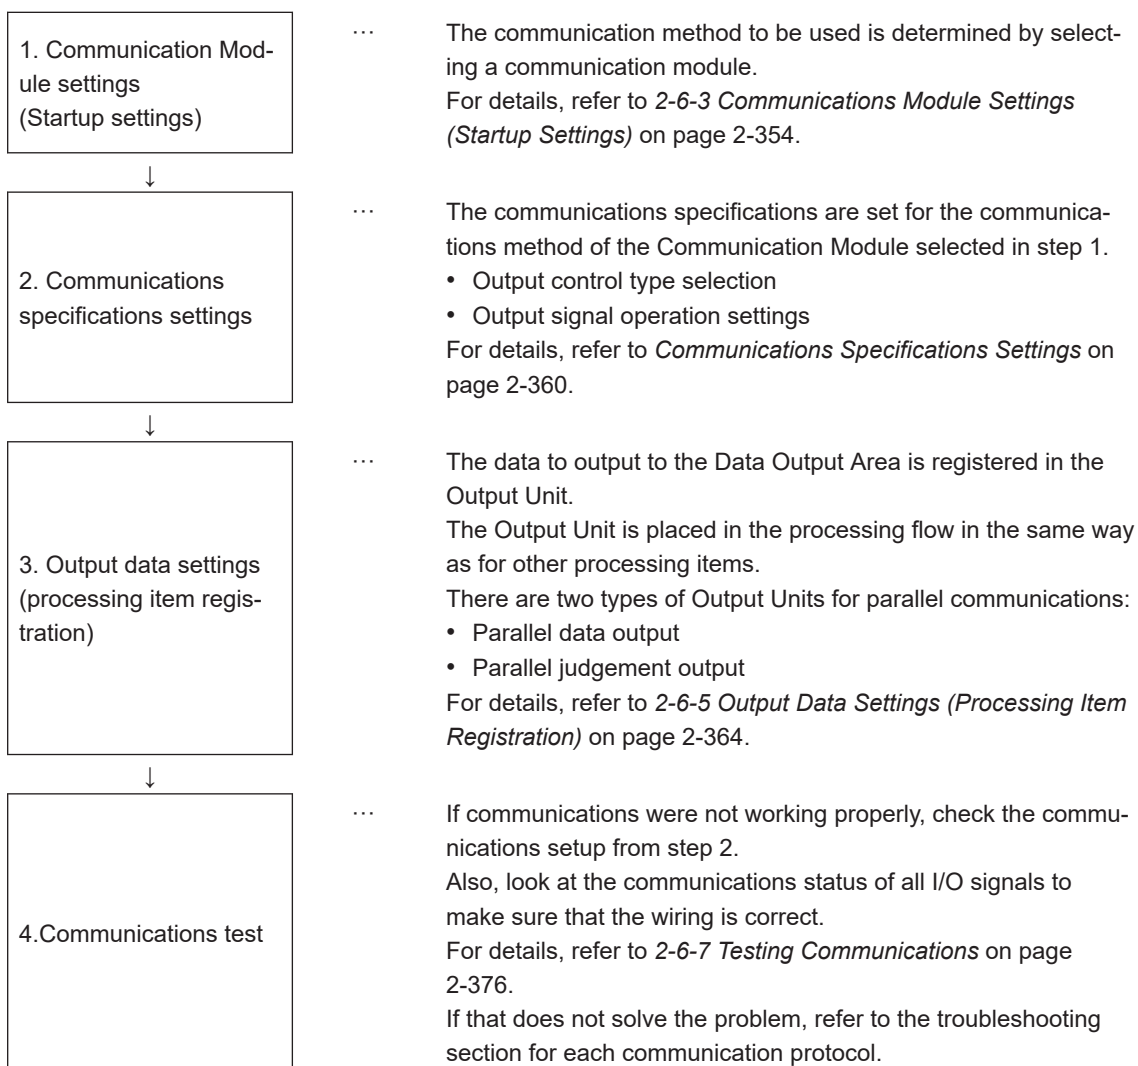 1. Communication Mod-
ule settings
(Startup settings)
… The communication method to be used is determined by select-
ing a communication module.
For details, refer to 2-6-3 Communications Module Settings
(Startup Settings) on page 2-354.
↓
2. Communications
specifications settings
… The communications specifications are set for the communica-
tions method of the Communication Module selected in step 1.
• Output control type selection
• Output signal operation settings
For details, refer to Communications Specifications Settings on
page 2-360.
↓
3. Output data settings
(processing item regis-
tration)
… The data to output to the Data Output Area is registered in the
Output Unit.
The Output Unit is placed in the processing flow in the same way
as for other processing items.
There are two types of Output Units for parallel communications:
• Parallel data output
• Parallel judgement output
For details, refer to 2-6-5 Output Data Settings (Processing Item
Registration) on page 2-364.
↓
4.Communications test
… If communications were not working properly, check the commu-
nications setup from step 2.
Also, look at the communications status of all I/O signals to
make sure that the wiring is correct.
For details, refer to 2-6-7 Testing Communications on page
2-376.
If that does not solve the problem, refer to the troubleshooting
section for each communication protocol.